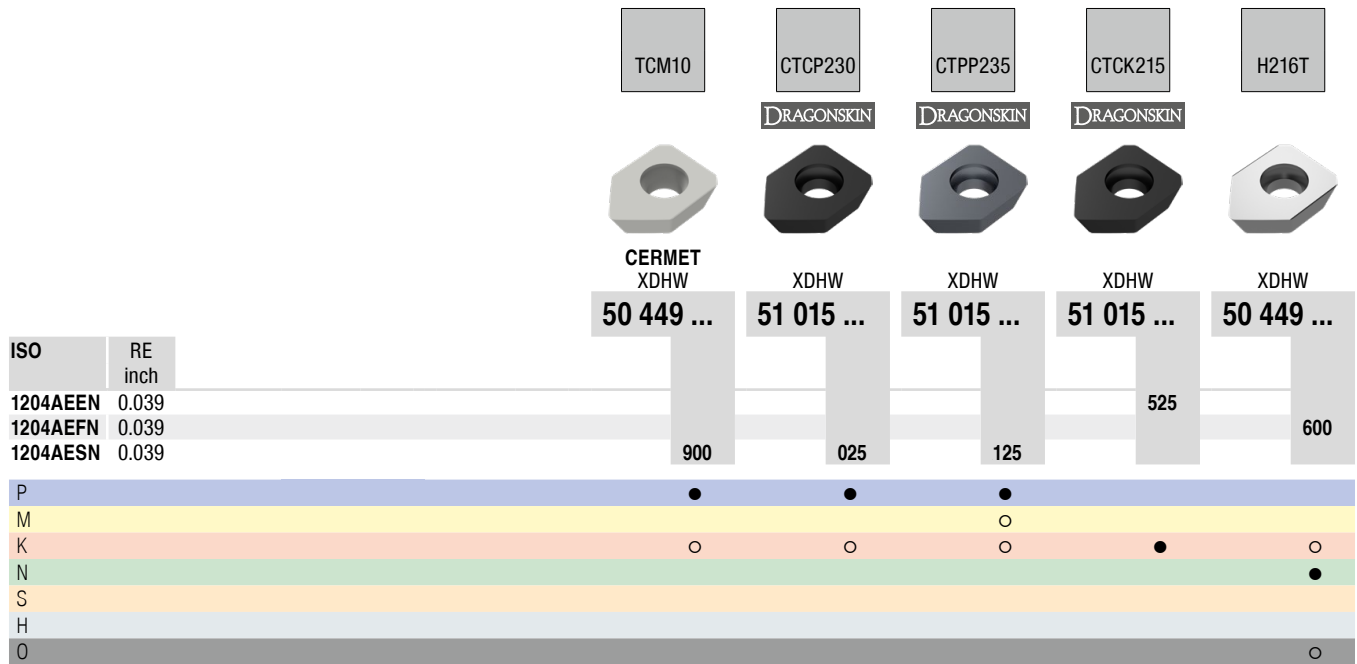 TCM10 CTCP230 CTPP235 CTCK215 H216T
DRAGONSKIN DRAGONSKIN DRAGONSKIN
CERMET
XDHW XDHW XDHW XDHW XDHW
50 449 ... 51 015 ... 51 015 ... 51 015 ... 50 449 ...
ISO RE
inch
1204AEEN 0.039 525
1204AEFN 0.039 600
1204AESN 0.039 900 025 125
P ● ● ●
M ○
K ○ ○ ○ ● ○
N ●
S
H
O ○